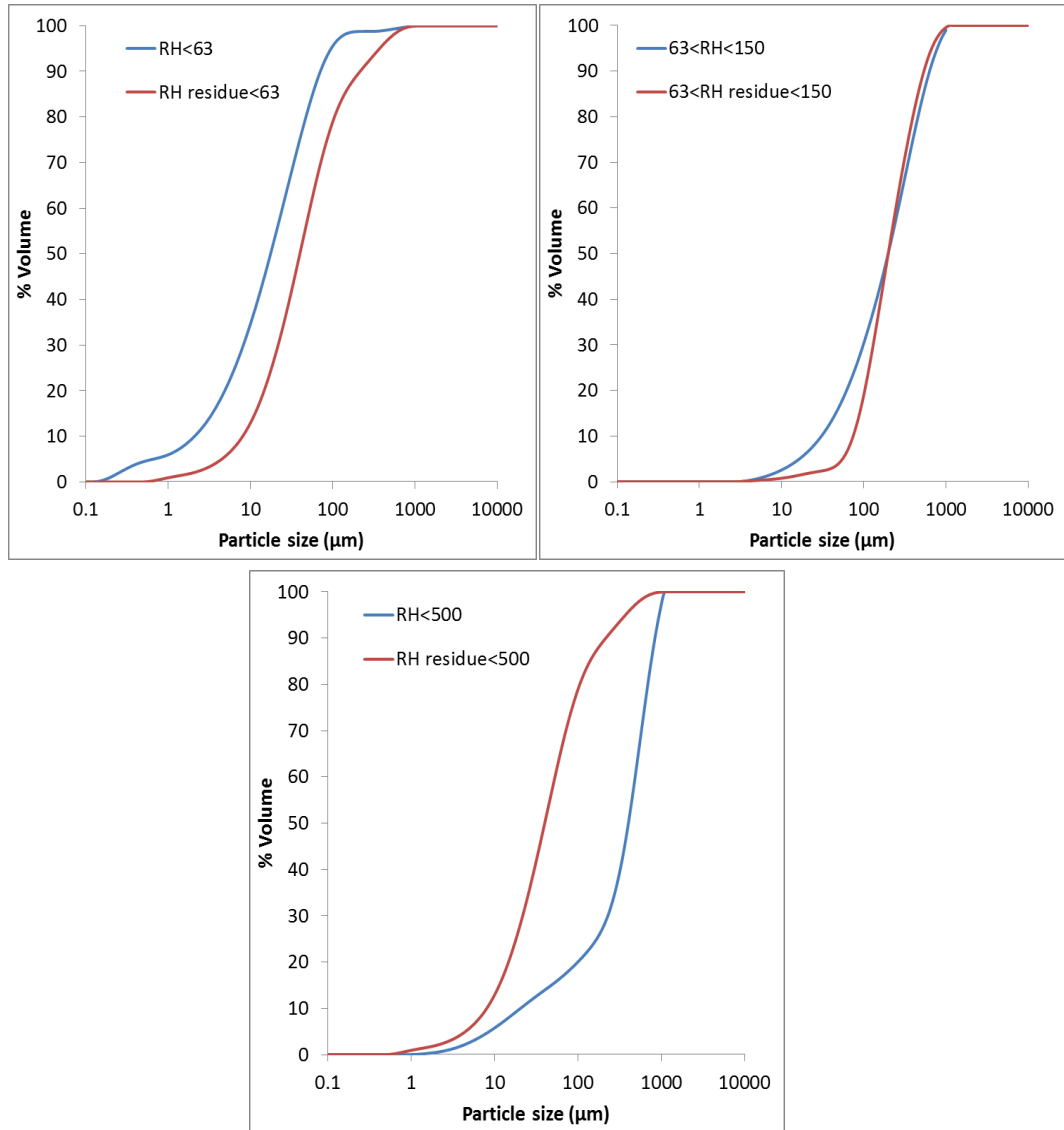 RH<63
RH residue<63
% Volume
100
90
80
70
60
50
40
30
20
10
0
0.1 1 10 100 1000 10000
Particle size (µm)
63<RH<150
63<RH residue<150
% Volume
100
90
80
70
60
50
40
30
20
10
0
0.1 1 10 100 1000 10000
Particle size (µm)
RH<500
RH residue<500
% Volume
100
90
80
70
60
50
40
30
20
10
0
0.1 1 10 100 1000 10000
Particle size (µm)